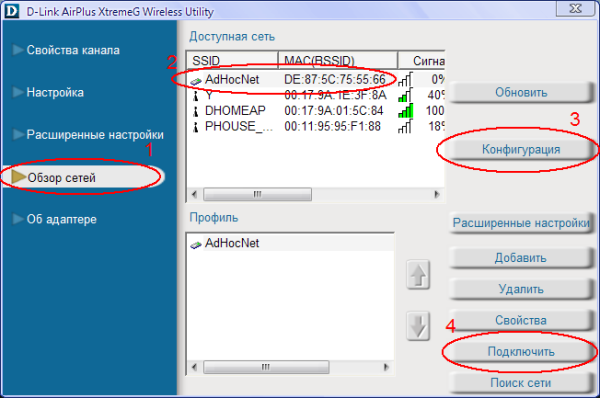 D-Link AirPlus XtremeG Wireless Utility
Свойства канала
Настройка
Расширенные настройки
1
Обзор сетей
Об адаптере
Доступная сеть
SSID MAC(BSSID) Сигна
2
AdHocNet DE:87:5C:75:55:66 0%
Y 00:17:9A:1E:3F:8A 40%
DHOMEAP 00:17:9A:01:5C:84 100
PHOUSE_... 00:11:95:95:F1:88 18%
Обновить
3
Конфигурация
Профиль
AdHocNet
Расширенные настройки
Добавить
Удалить
Свойства
4
Подключить
Поиск сети